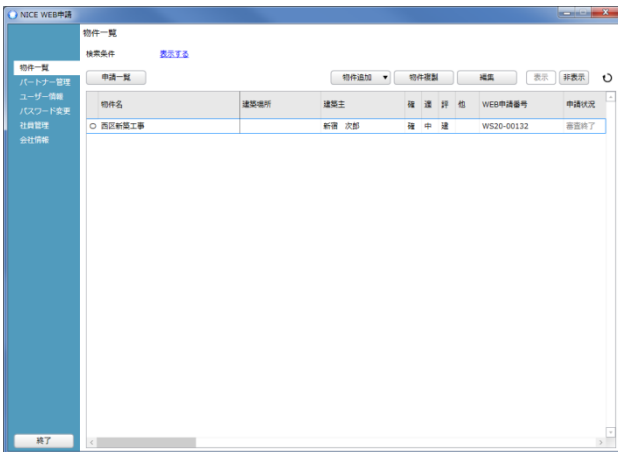 NICE WEB申請
物件一覧
検索条件 表示する
物件一覧
パートナー管理
ユーザー情報
パスワード変更
社員管理
会社情報
申請一覧 物件追加 ▼ 物件複製 編集 表示 非表示
物件名 建築場所 建築主 確 適 評 他 WEB申請番号 申請状況
○ 西区新築工事 新宿 次郎 確 中 建 WS20-00132 審査終了
終了